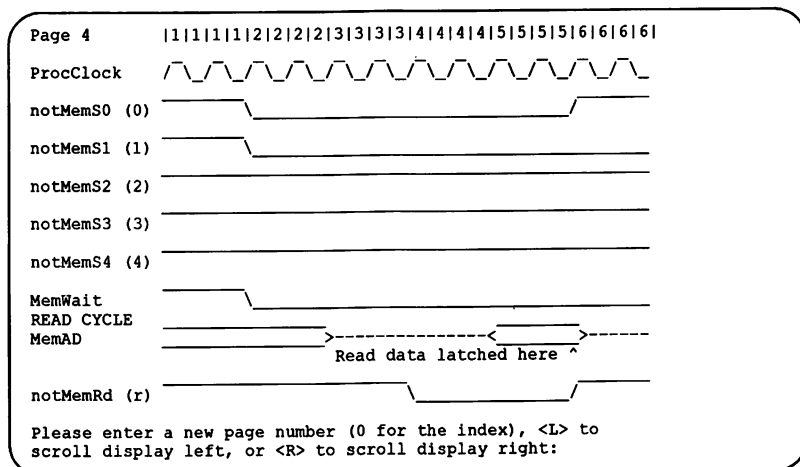 Page 4 |1|1|1|1|2|2|2|2|3|3|3|3|4|4|4|4|5|5|5|5|6|6|6|6|
ProcClock
notMemS0 (0)
notMemS1 (1)
notMemS2 (2)
notMemS3 (3)
notMemS4 (4)
MemWait
READ CYCLE
MemAD
Read data latched here ^
notMemRd (r)
Please enter a new page number (0 for the index), <L> to
scroll display left, or <R> to scroll display right: